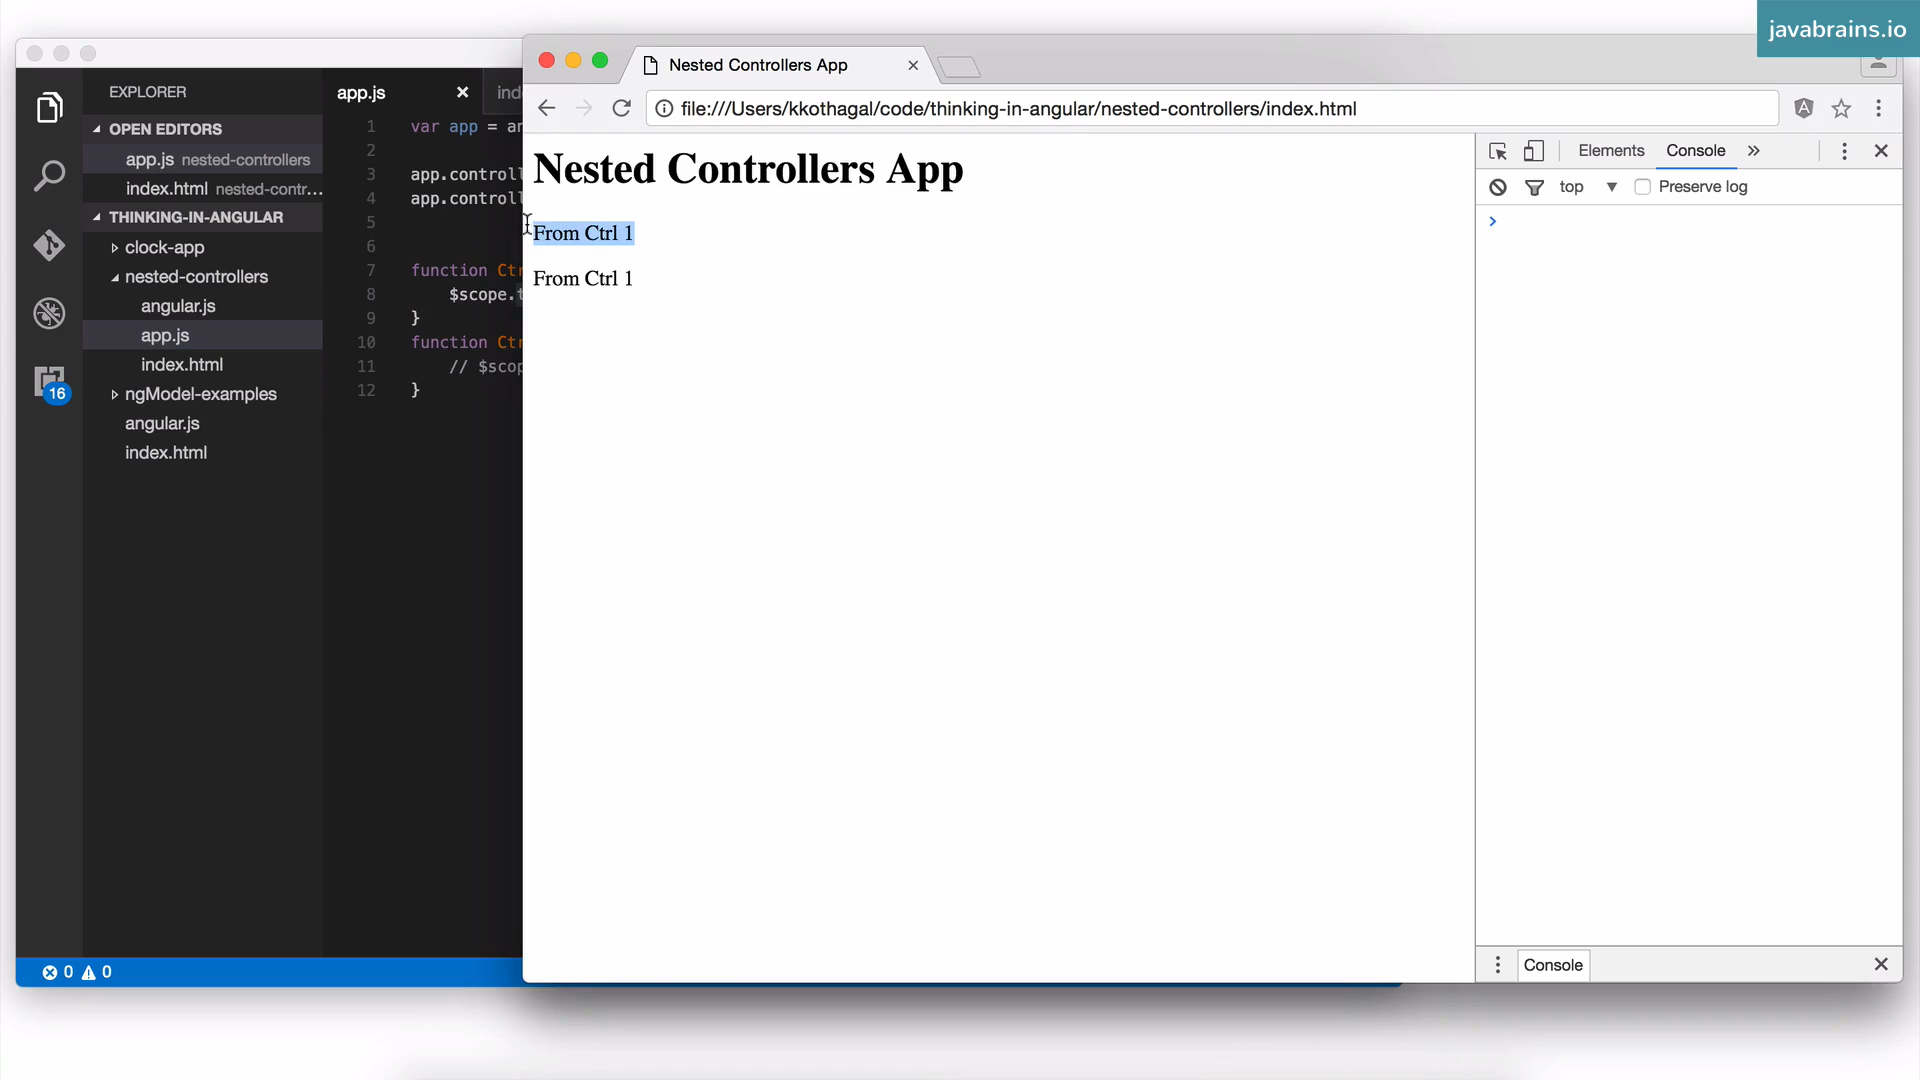 javabrains.io
Nested Controllers App
file:///Users/kkothagal/code/thinking-in-angular/nested-controllers/index.html
EXPLORER
OPEN EDITORS
app.js nested-controllers
index.html nested-contr...
THINKING-IN-ANGULAR
clock-app
nested-controllers
angular.js
app.js
index.html
ngModel-examples
angular.js
index.html
16
0 0
app.js
ind
1 var app = an
2
3 app.controll
4 app.controll
5
6
7 function Ctr
8 $scope.t
9 }
10 function Ctr
11 // $scop
12 }
Nested Controllers App
From Ctrl 1
From Ctrl 1
Elements Console »
top Preserve log
Console